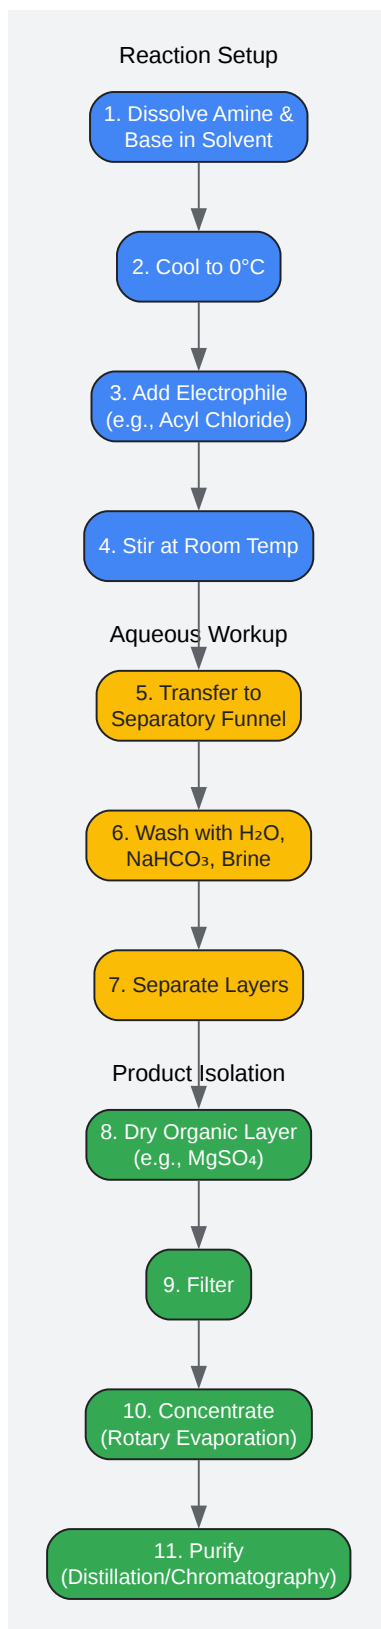 Reaction Setup
1. Dissolve Amine &
Base in Solvent
2. Cool to 0°C
3. Add Electrophile
(e.g., Acyl Chloride)
4. Stir at Room Temp
Aqueous Workup
5. Transfer to
Separatory Funnel
6. Wash with H₂O,
NaHCO₃, Brine
7. Separate Layers
Product Isolation
8. Dry Organic Layer
(e.g., MgSO₄)
9. Filter
10. Concentrate
(Rotary Evaporation)
11. Purify
(Distillation/Chromatography)